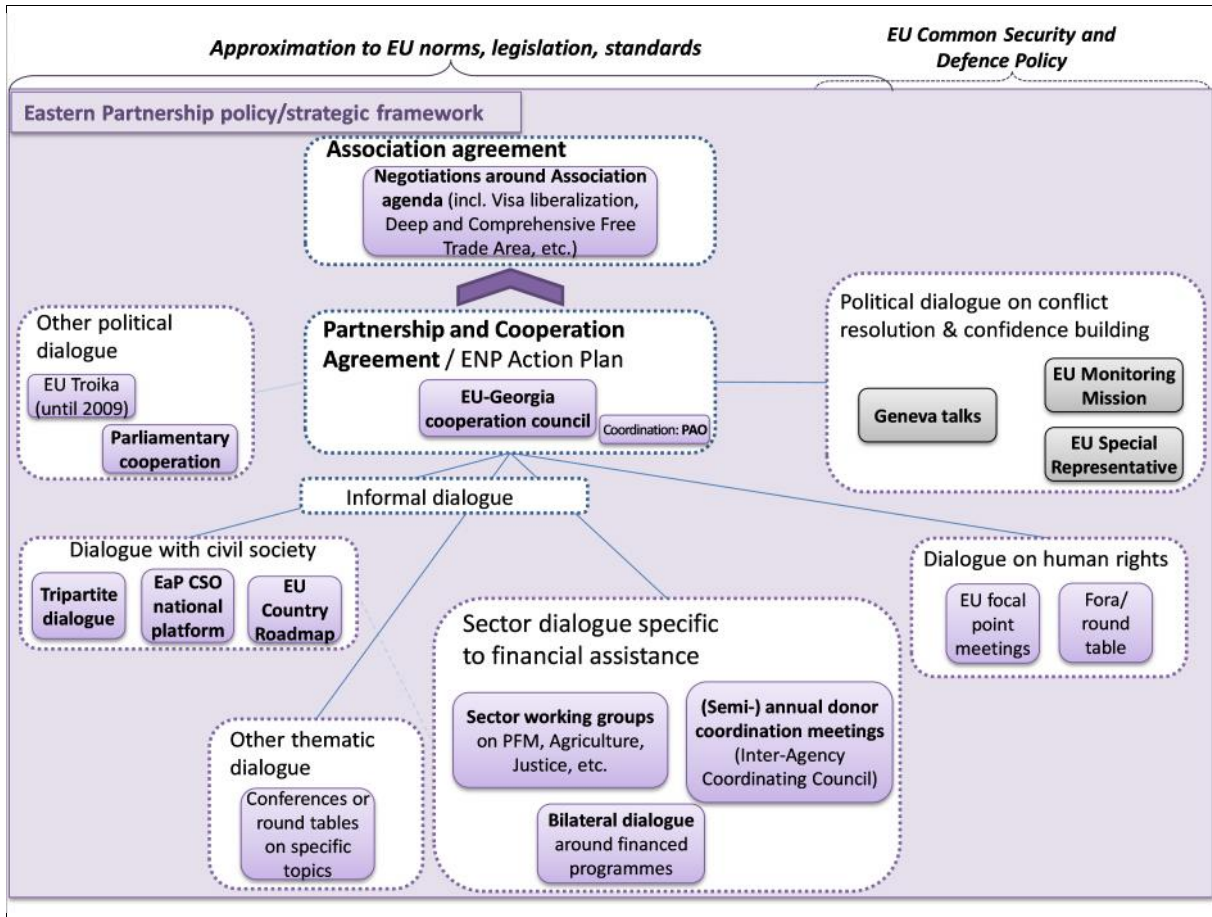 Approximation to EU norms, legislation, standards
EU Common Security and
Defence Policy
Eastern Partnership policy/strategic framework
Association agreement
Negotiations around Association
agenda (incl. Visa liberalization,
Deep and Comprehensive Free
Trade Area, etc.)
Other political
dialogue
EU Troika
(until 2009)
Parliamentary
cooperation
Partnership and Cooperation
Agreement / ENP Action Plan
EU-Georgia
cooperation council
Coordination: PAO
Political dialogue on conflict
resolution & confidence building
Geneva talks
EU Monitoring
Mission
EU Special
Representative
Informal dialogue
Dialogue with civil society
Tripartite
dialogue
EaP CSO
national
platform
EU
Country
Roadmap
Dialogue on human rights
EU focal
point
meetings
Fora/
round
table
Sector dialogue specific
to financial assistance
Sector working groups
on PFM, Agriculture,
Justice, etc.
(Semi-) annual donor
coordination meetings
(Inter-Agency
Coordinating Council)
Bilateral dialogue
around financed
programmes
Other thematic
dialogue
Conferences or
round tables
on specific
topics